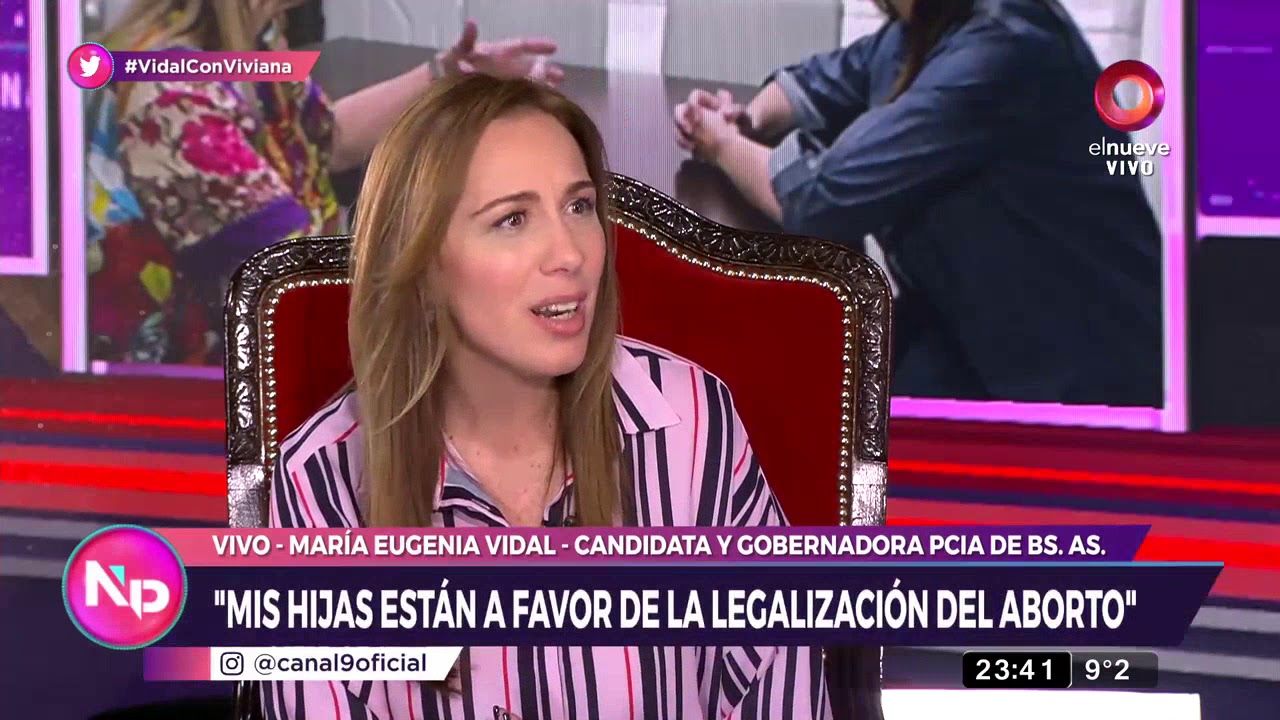 #VidalConViviana
elnueve
VIVO
VIVO - MARÍA EUGENIA VIDAL - CANDIDATA Y GOBERNADORA PCIA DE BS. AS.
NP
"MIS HIJAS ESTÁN A FAVOR DE LA LEGALIZACIÓN DEL ABORTO"
@canal9oficial
23:41 9°2